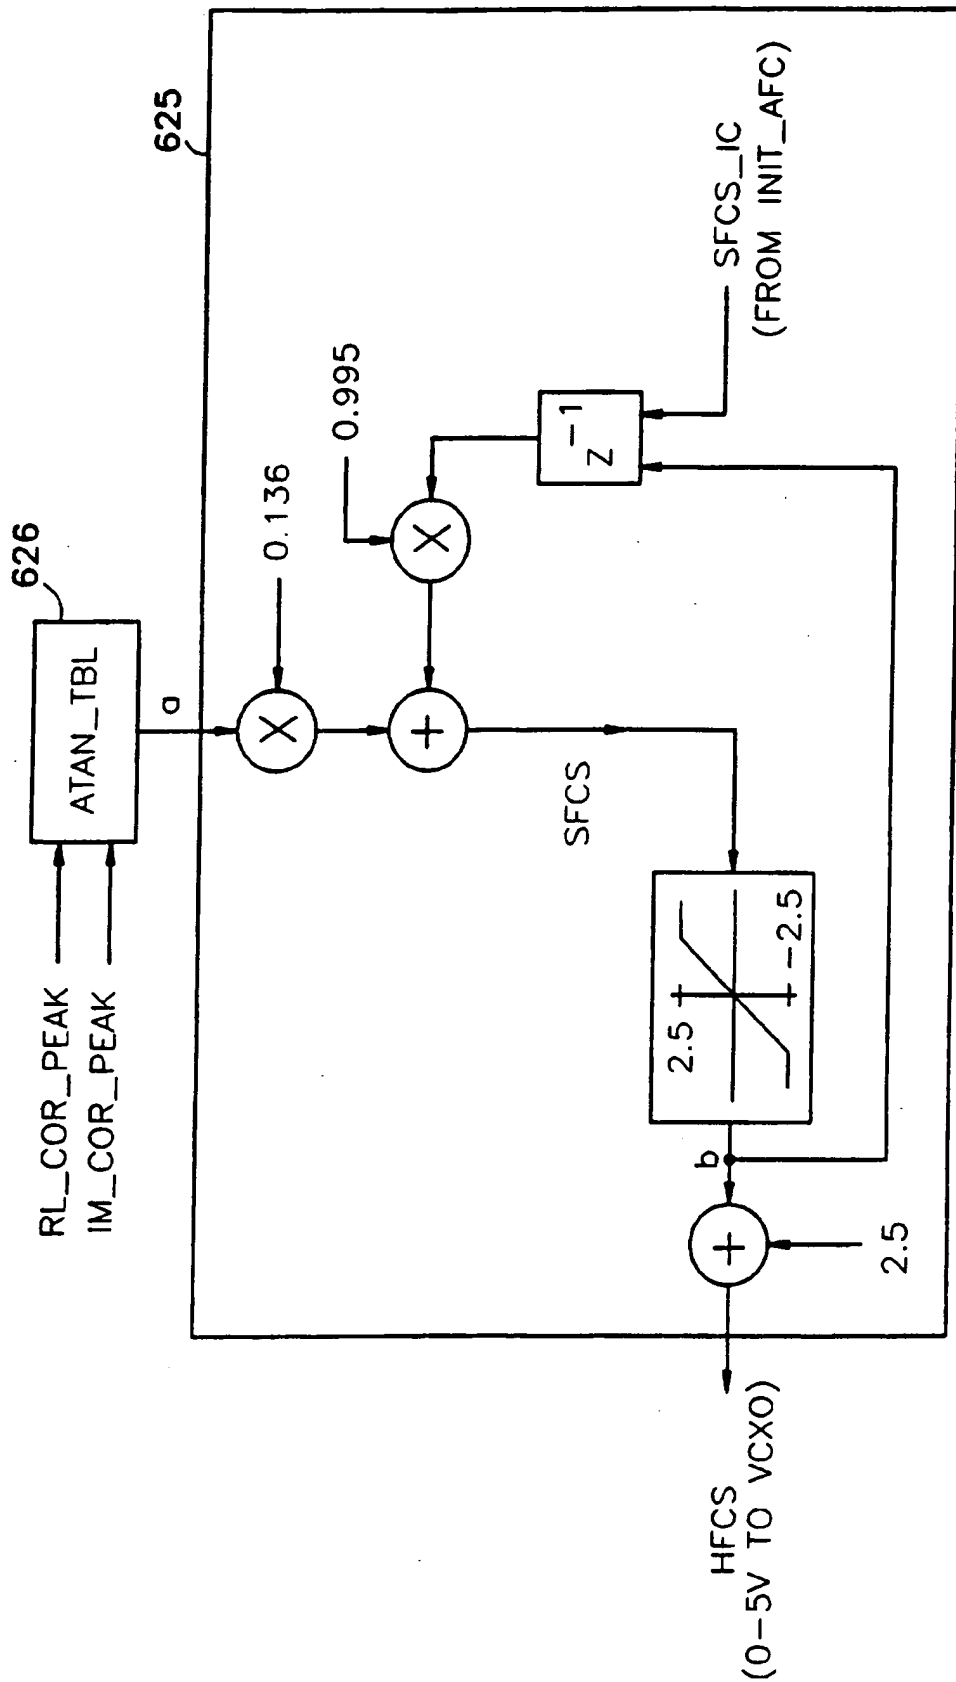 RL_COR_PEAK
IM_COR_PEAK
ATAN_TBL
626
a
625
0.136
0.995
X
X
+
SFCS
z⁻¹
SFCS_IC
(FROM INIT_AFC)
2.5
-2.5
b
+
2.5
HFCS
(0-5V TO VCXO)